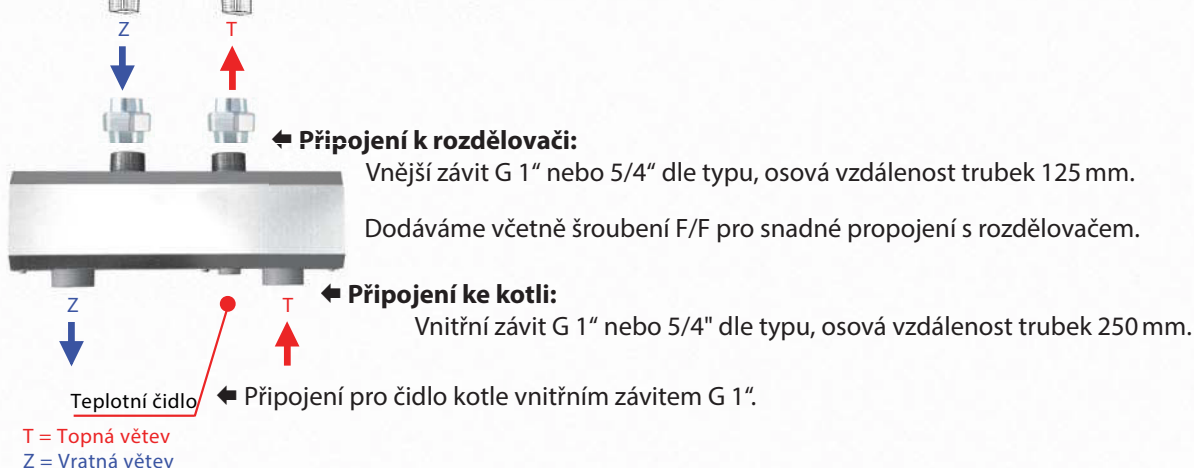 Z T
🡄 Připojení k rozdělovači:
Vnější závit G 1“ nebo 5/4“ dle typu, osová vzdálenost trubek 125 mm.
Dodáváme včetně šroubení F/F pro snadné propojení s rozdělovačem.
Z T
🡄 Připojení ke kotli:
Vnitřní závit G 1“ nebo 5/4" dle typu, osová vzdálenost trubek 250 mm.
Teplotní čidlo
🡄 Připojení pro čidlo kotle vnitřním závitem G 1“.
T = Topná větev
Z = Vratná větev